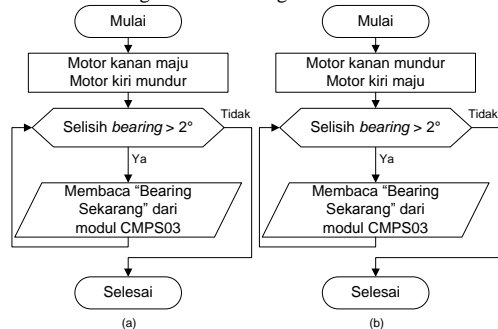 Mulai
Motor kanan maju
Motor kiri mundur
Selisih bearing > 2°
Tidak
Ya
Membaca “Bearing
Sekarang” dari
modul CMPS03
Selesai
(a)
Mulai
Motor kanan mundur
Motor kiri maju
Selisih bearing > 2°
Tidak
Ya
Membaca “Bearing
Sekarang” dari
modul CMPS03
Selesai
(b)